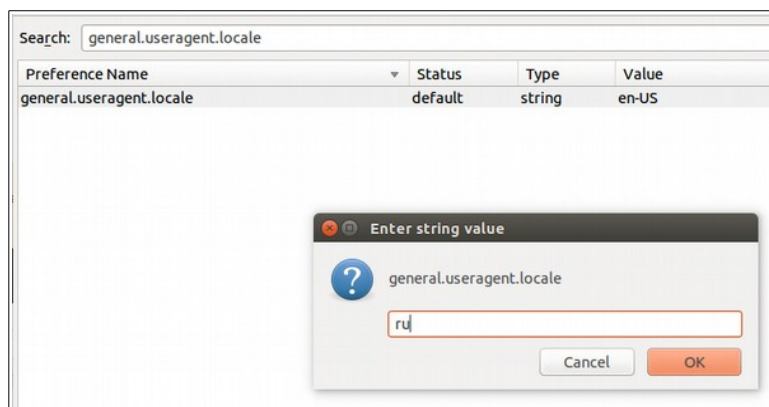 Search: general.useragent.locale
Preference Name Status Type Value
general.useragent.locale default string en-US
Enter string value
general.useragent.locale
ru
Cancel OK